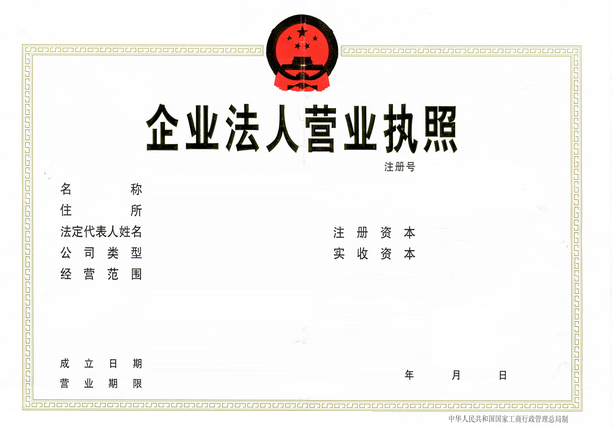 企业法人营业执照
注册号
名称
住所
法定代表人姓名 注册资本
公司类型 实收资本
经营范围
成立日期
营业期限 年 月 日
中华人民共和国国家工商行政管理总局制